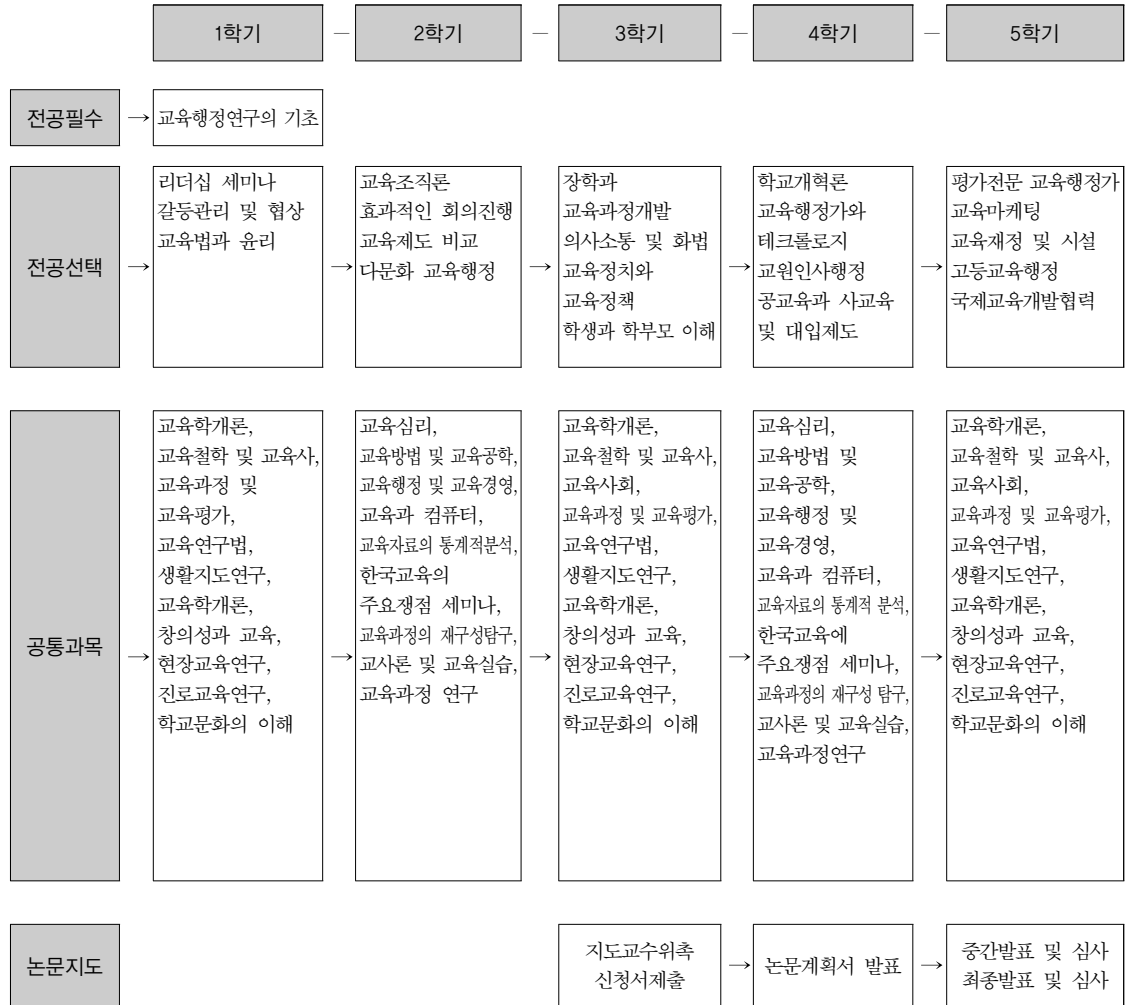 1학기 – 2학기 – 3학기 – 4학기 – 5학기
전공필수 → 교육행정연구의 기초
전공선택 →
리더십 세미나
갈등관리 및 협상
교육법과 윤리
→
교육조직론
효과적인 회의진행
교육제도 비교
다문화 교육행정
→
장학과
교육과정개발
의사소통 및 화법
교육정치와
교육정책
학생과 학부모 이해
→
학교개혁론
교육행정가와
테크롤로지
교원인사행정
공교육과 사교육
및 대입제도
→
평가전문 교육행정가
교육마케팅
교육재정 및 시설
고등교육행정
국제교육개발협력
공통과목 →
교육학개론,
교육철학 및 교육사,
교육과정 및
교육평가,
교육연구법,
생활지도연구,
교육학개론,
창의성과 교육,
현장교육연구,
진로교육연구,
학교문화의 이해
→
교육심리,
교육방법 및 교육공학,
교육행정 및 교육경영,
교육과 컴퓨터,
교육자료의 통계적분석,
한국교육의
주요쟁점 세미나,
교육과정의 재구성탐구,
교사론 및 교육실습,
교육과정 연구
→
교육학개론,
교육철학 및 교육사,
교육사회,
교육과정 및 교육평가,
교육연구법,
생활지도연구,
교육학개론,
창의성과 교육,
현장교육연구,
진로교육연구,
학교문화의 이해
→
교육심리,
교육방법 및
교육공학,
교육행정 및
교육경영,
교육과 컴퓨터,
교육자료의 통계적 분석,
한국교육에
주요쟁점 세미나,
교육과정의 재구성 탐구,
교사론 및 교육실습,
교육과정연구
→
교육학개론,
교육철학 및 교육사,
교육사회,
교육과정 및 교육평가,
교육연구법,
생활지도연구,
교육학개론,
창의성과 교육,
현장교육연구,
진로교육연구,
학교문화의 이해
논문지도
지도교수위촉
신청서제출
→
논문계획서 발표
→
중간발표 및 심사
최종발표 및 심사